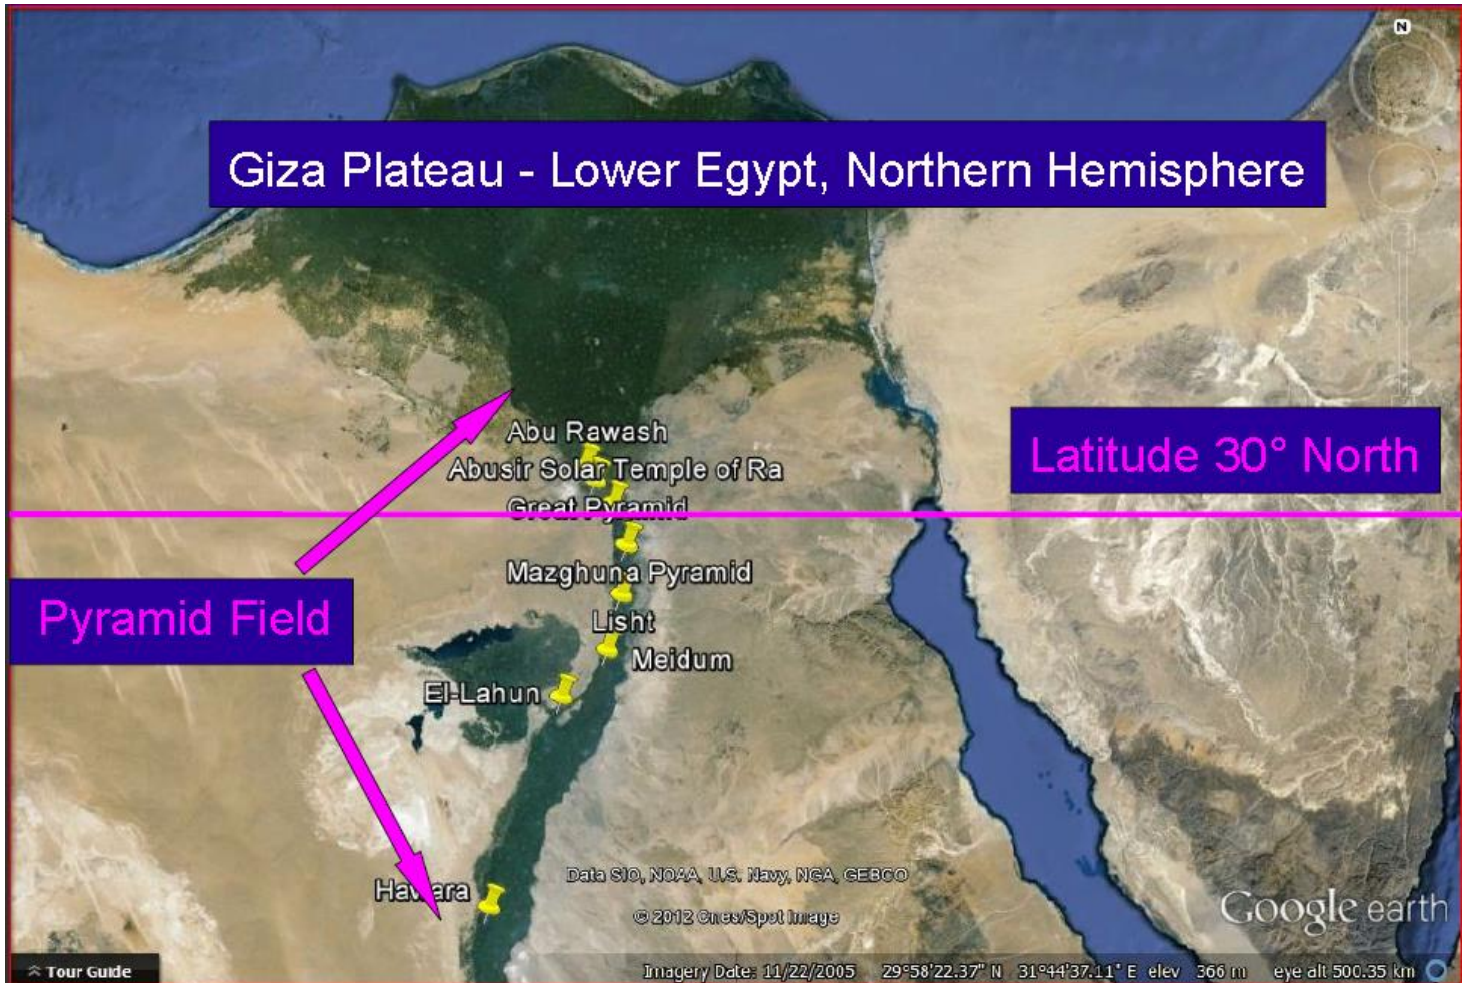 N
Giza Plateau - Lower Egypt, Northern Hemisphere
Abu Rawash
Latitude 30° North
Abusir Solar Temple of Ra
Great Pyramid
Mazghuna Pyramid
Pyramid Field
Lisht
Meidum
El-Lahun
Hawara
Data SIO, NOAA, U.S. Navy, NGA, GEBCO
© 2012 Cnes/Spot Image
Google earth
Tour Guide
Imagery Date: 11/22/2005 29°58'22.37" N 31°44'37.11" E elev 366 m eye alt 500.35 km